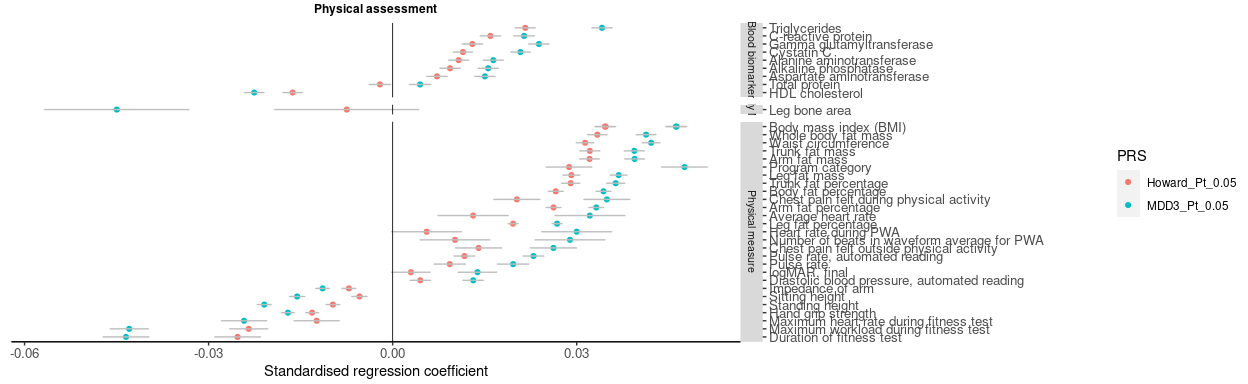 Physical assessment
Blood biomarker
Triglycerides
C-reactive protein
Gamma glutamyltransferase
Cystatin C
Alanine aminotransferase
Alkaline phosphatase
Aspartate aminotransferase
Total protein
HDL cholesterol
Leg bone area
Physical measure
Body mass index (BMI)
Whole body fat mass
Waist circumference
Trunk fat mass
Arm fat mass
Program category
Leg fat mass
Trunk fat percentage
Body fat percentage
Chest pain felt during physical activity
Arm fat percentage
Average heart rate
Leg fat percentage
Heart rate during PWA
Number of beats in waveform average for PWA
Chest pain felt outside physical activity
Pulse rate, automated reading
Pulse rate
logMAR, final
Diastolic blood pressure, automated reading
Impedance of arm
Sitting height
Standing height
Hand grip strength
Maximum heart rate during fitness test
Maximum workload during fitness test
Duration of fitness test
-0.06
-0.03
0.00
0.03
Standardised regression coefficient
PRS
Howard_Pt_0.05
MDD3_Pt_0.05